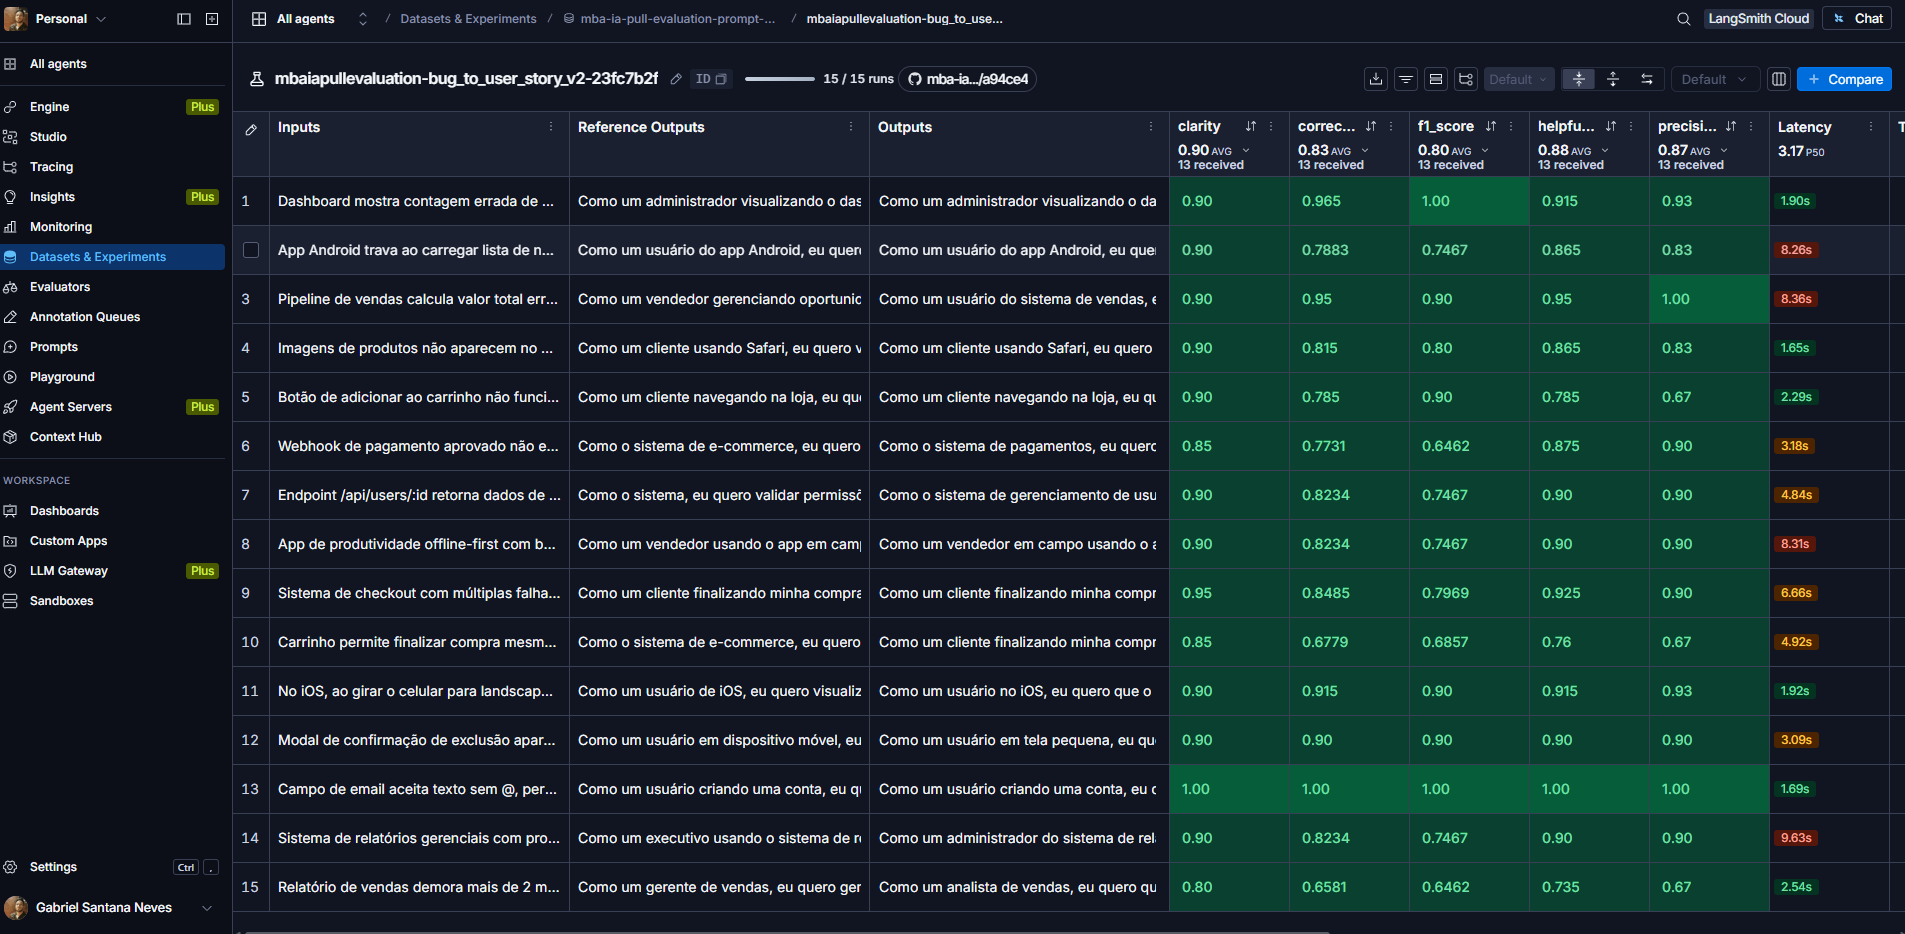 Personal
All agents
Engine Plus
Studio
Tracing
Insights Plus
Monitoring
Datasets & Experiments
Evaluators
Annotation Queues
Prompts
Playground
Agent Servers Plus
Context Hub
WORKSPACE
Dashboards
Custom Apps
LLM Gateway Plus
Sandboxes
Settings Ctrl .
Gabriel Santana Neves
All agents / Datasets & Experiments / mba-ia-pull-evaluation-prompt-... / mbaiapullevaluation-bug_to_use...
LangSmith Cloud Chat
mbaiapullevaluation-bug_to_user_story_v2-23fc7b2f ID 15 / 15 runs mba-ia.../a94ce4
Default Default + Compare
Inputs Reference Outputs Outputs clarity correc... f1_score helpfu... precisi... Latency T
0.90 AVG 0.83 AVG 0.80 AVG 0.88 AVG 0.87 AVG 3.17 P50
13 received 13 received 13 received 13 received 13 received
1 Dashboard mostra contagem errada de ... Como um administrador visualizando o das Como um administrador visualizando o da 0.90 0.965 1.00 0.915 0.93 1.90s
App Android trava ao carregar lista de n... Como um usuário do app Android, eu quer Como um usuário do app Android, eu que 0.90 0.7883 0.7467 0.865 0.83 8.26s
3 Pipeline de vendas calcula valor total err... Como um vendedor gerenciando oportunic Como um usuário do sistema de vendas, e 0.90 0.95 0.90 0.95 1.00 8.36s
4 Imagens de produtos não aparecem no ... Como um cliente usando Safari, eu quero v Como um cliente usando Safari, eu quero 0.90 0.815 0.80 0.865 0.83 1.65s
5 Botão de adicionar ao carrinho não funci... Como um cliente navegando na loja, eu qu Como um cliente navegando na loja, eu qu 0.90 0.785 0.90 0.785 0.67 2.29s
6 Webhook de pagamento aprovado não e... Como o sistema de e-commerce, eu quero Como o sistema de pagamentos, eu querc 0.85 0.7731 0.6462 0.875 0.90 3.18s
7 Endpoint /api/users/:id retorna dados de ... Como o sistema, eu quero validar permissõ Como o sistema de gerenciamento de usu 0.90 0.8234 0.7467 0.90 0.90 4.84s
8 App de produtividade offline-first com b... Como um vendedor usando o app em camp Como um vendedor em campo usando o a 0.90 0.8234 0.7467 0.90 0.90 8.31s
9 Sistema de checkout com múltiplas falha... Como um cliente finalizando minha compra Como um cliente finalizando minha compr 0.95 0.8485 0.7969 0.925 0.90 6.66s
10 Carrinho permite finalizar compra mesm... Como o sistema de e-commerce, eu quero Como um cliente finalizando minha compr 0.85 0.6779 0.6857 0.76 0.67 4.92s
11 No iOS, ao girar o celular para landscap... Como um usuário de iOS, eu quero visualiz Como um usuário no iOS, eu quero que o 0.90 0.915 0.90 0.915 0.93 1.92s
12 Modal de confirmação de exclusão apar... Como um usuário em dispositivo móvel, eu Como um usuário em tela pequena, eu qu 0.90 0.90 0.90 0.90 0.90 3.09s
13 Campo de email aceita texto sem @, per... Como um usuário criando uma conta, eu q Como um usuário criando uma conta, eu c 1.00 1.00 1.00 1.00 1.00 1.69s
14 Sistema de relatórios gerenciais com pro... Como um executivo usando o sistema de r Como um administrador do sistema de rel 0.90 0.8234 0.7467 0.90 0.90 9.63s
15 Relatório de vendas demora mais de 2 m... Como um gerente de vendas, eu quero ger Como um analista de vendas, eu quero qu 0.80 0.6581 0.6462 0.735 0.67 2.54s